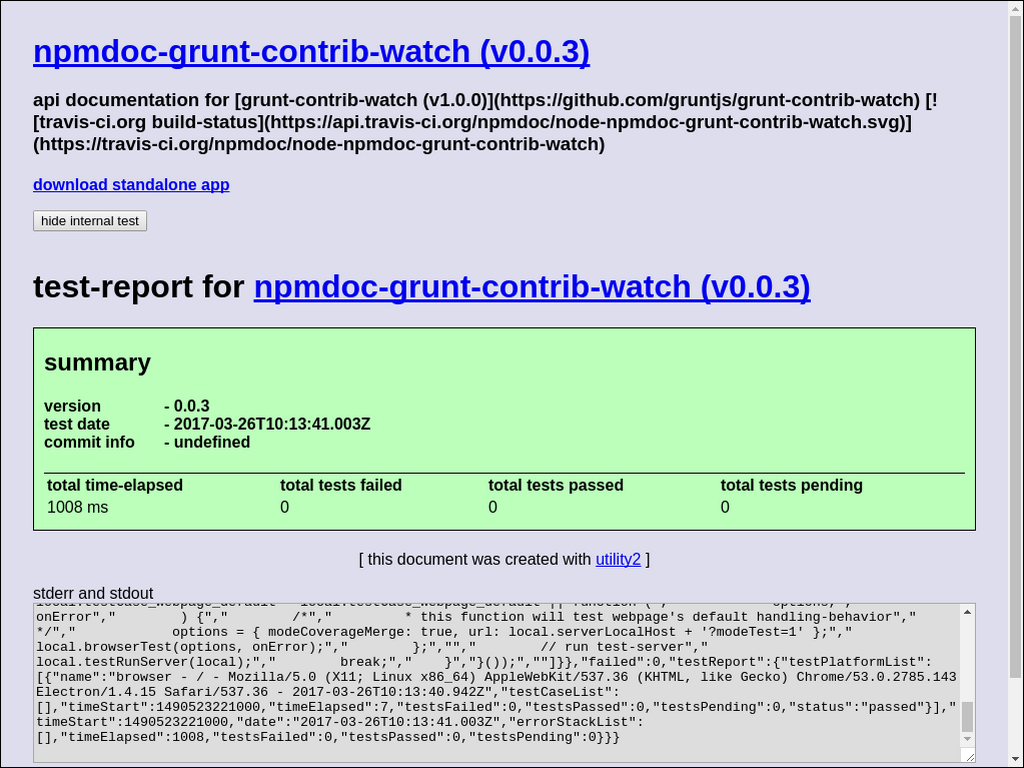 npmdoc-grunt-contrib-watch (v0.0.3)
api documentation for [grunt-contrib-watch (v1.0.0)](https://github.com/gruntjs/grunt-contrib-watch) [!
[travis-ci.org build-status](https://api.travis-ci.org/npmdoc/node-npmdoc-grunt-contrib-watch.svg)]
(https://travis-ci.org/npmdoc/node-npmdoc-grunt-contrib-watch)
download standalone app
hide internal test
test-report for npmdoc-grunt-contrib-watch (v0.0.3)
summary
version - 0.0.3
test date - 2017-03-26T10:13:41.003Z
commit info - undefined
total time-elapsed total tests failed total tests passed total tests pending
1008 ms 0 0 0
[ this document was created with utility2 ]
stderr and stdout
onError"," ) {"," /*"," * this function will test webpage's default handling-behavior","
*/"," options = { modeCoverageMerge: true, url: local.serverLocalHost + '?modeTest=1' };","
local.browserTest(options, onError);"," };",""," // run test-server","
local.testRunServer(local);"," break;"," }","}());",""]}},"failed":0,"testReport":{"testPlatformList":
[{"name":"browser - / - Mozilla/5.0 (X11; Linux x86_64) AppleWebKit/537.36 (KHTML, like Gecko) Chrome/53.0.2785.143
Electron/1.4.15 Safari/537.36 - 2017-03-26T10:13:40.942Z","testCaseList":
[],"timeStart":1490523221000,"timeElapsed":7,"testsFailed":0,"testsPassed":0,"testsPending":0,"status":"passed"}],"
timeStart":1490523221000,"date":"2017-03-26T10:13:41.003Z","errorStackList":
[],"timeElapsed":1008,"testsFailed":0,"testsPassed":0,"testsPending":0}}}